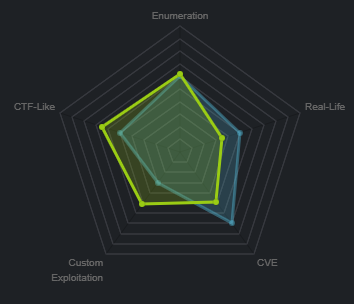 Enumeration
CTF-Like
Real-Life
Custom
Exploitation
CVE